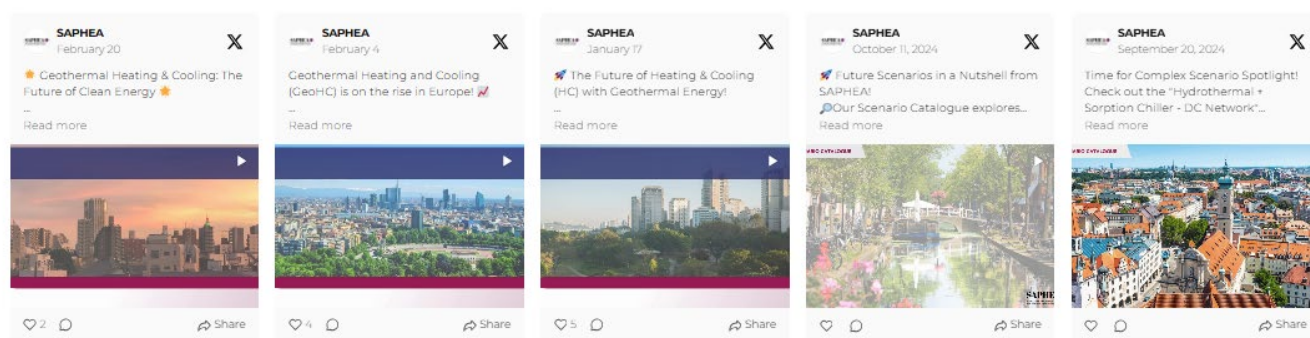 SAPHEA
February 20
🌟 Geothermal Heating & Cooling: The
Future of Clean Energy 🌟
...
Read more
2
Share
SAPHEA
February 4
Geothermal Heating and Cooling
(GeoHC) is on the rise in Europe! 📈
...
Read more
4
Share
SAPHEA
January 17
🚀 The Future of Heating & Cooling
(HC) with Geothermal Energy!
...
Read more
5
Share
SAPHEA
October 11, 2024
🚀 Future Scenarios in a Nutshell from
SAPHEA!
🔎Our Scenario Catalogue explores...
Read more
CATALOGUE
SAPHE
Share
SAPHEA
September 20, 2024
Time for Complex Scenario Spotlight!
Check out the "Hydrothermal +
Sorption Chiller - DC Network"...
Read more
CATALOGUE
Share